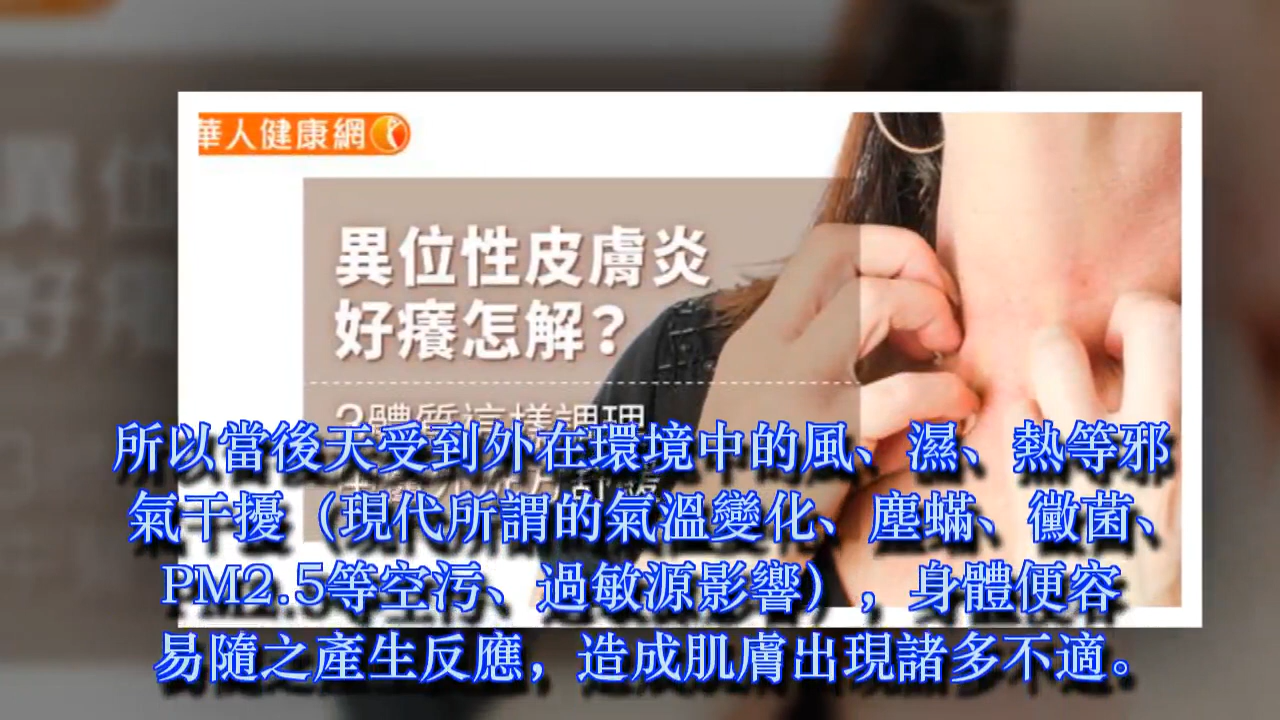 華人健康網
異位性皮膚炎
好癢怎解？
所以當後天受到外在環境中的風、濕、熱等邪
氣干擾（現代所謂的氣溫變化、塵蟎、黴菌、
PM2.5等空污、過敏源影響），身體便容
易隨之產生反應，造成肌膚出現諸多不適。